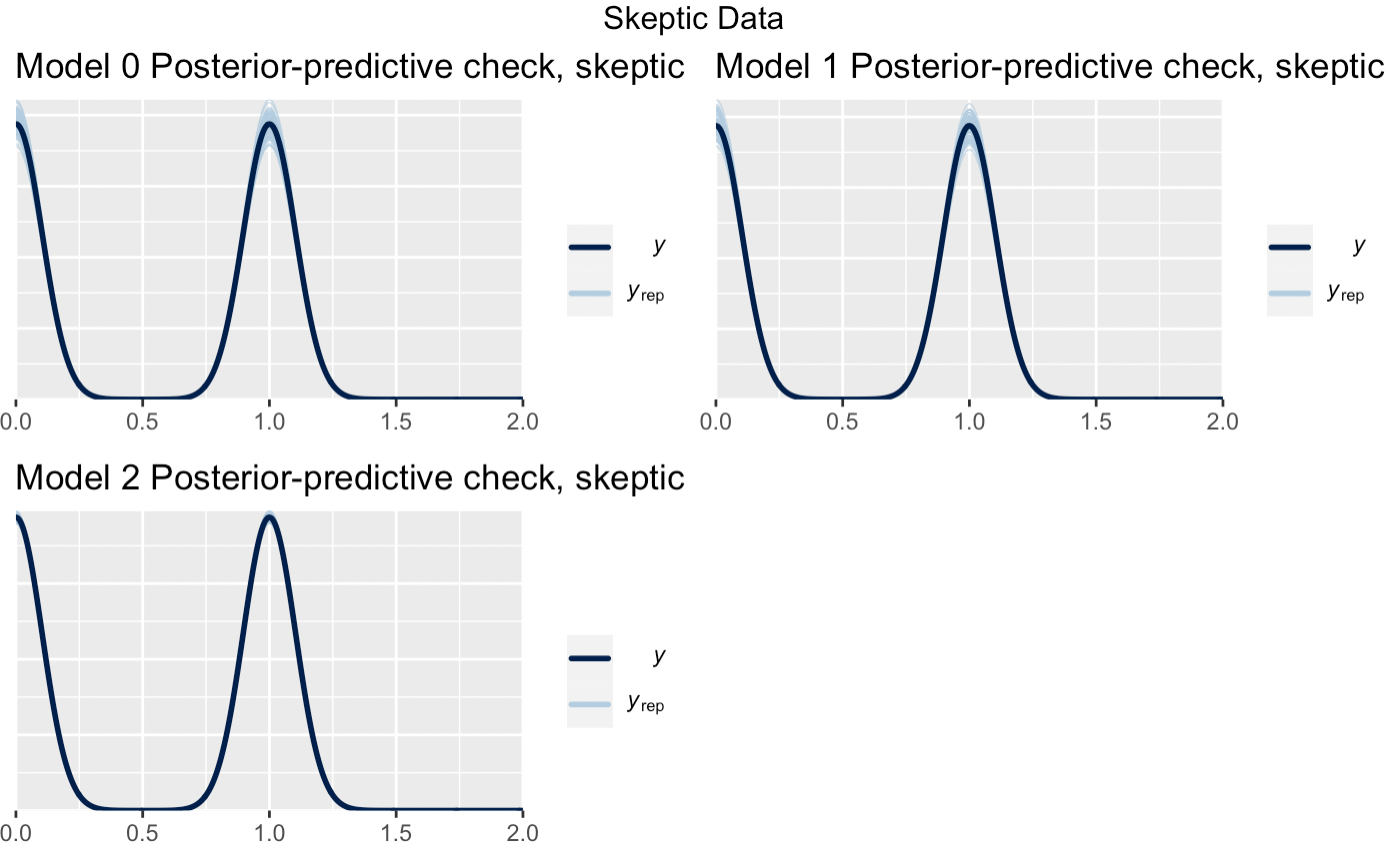 Skeptic Data
Model 0 Posterior-predictive check, skeptic
y
yrep
0.0 0.5 1.0 1.5 2.0
Model 1 Posterior-predictive check, skeptic
y
yrep
0.0 0.5 1.0 1.5 2.0
Model 2 Posterior-predictive check, skeptic
y
yrep
0.0 0.5 1.0 1.5 2.0